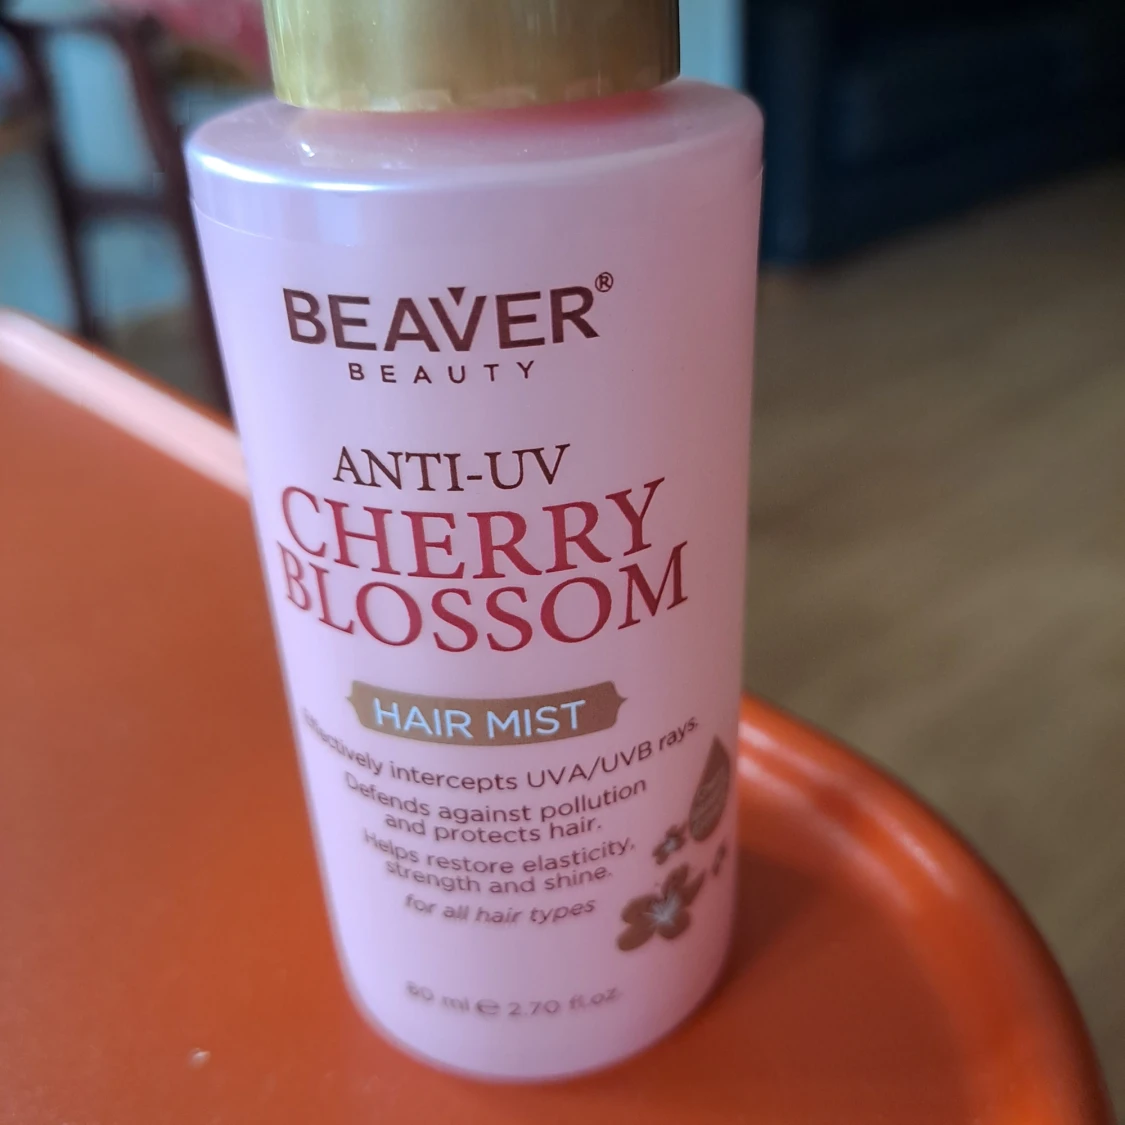 BEAVER®
BEAUTY
ANTI-UV
CHERRY
BLOSSOM
HAIR MIST
Effectively intercepts UVA/UVB rays.
Defends against pollution
and protects hair.
Helps restore elasticity,
strength and shine.
for all hair types
80 ml ℮ 2.70 fl.oz.